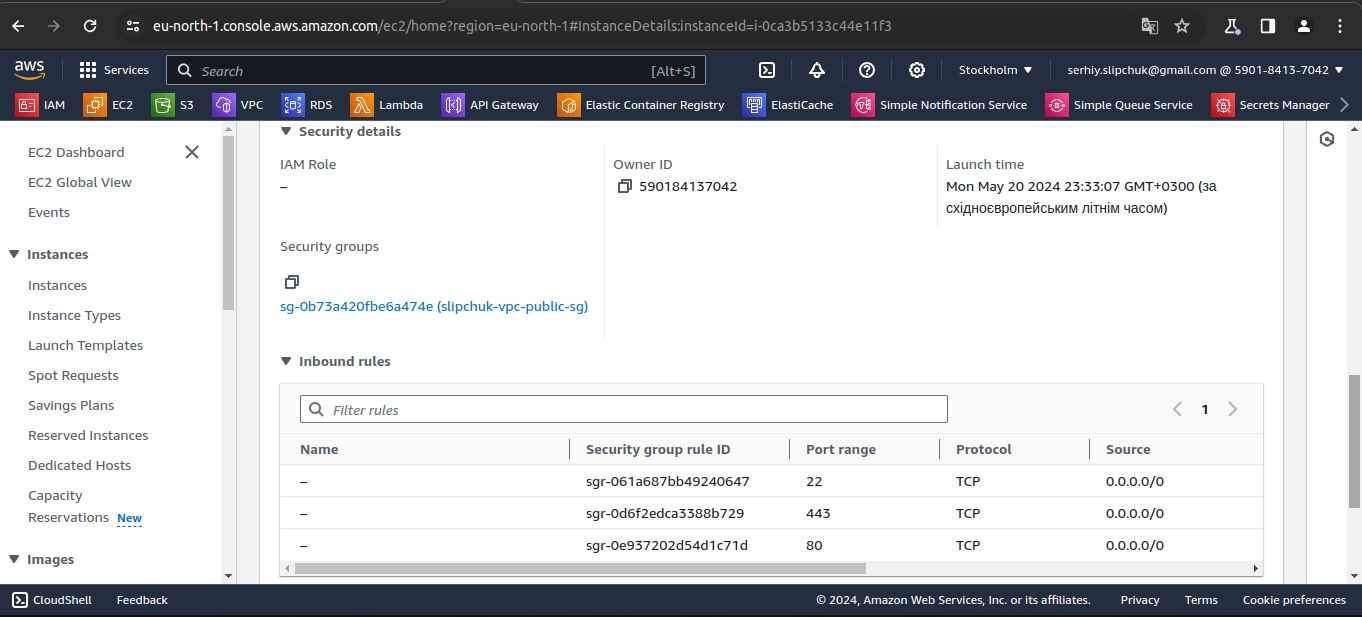 eu-north-1.console.aws.amazon.com/ec2/home?region=eu-north-1#InstanceDetails:instanceId=i-0ca3b5133c44e11f3
aws Services Search [Alt+S] Stockholm serhiy.slipchuk@gmail.com @ 5901-8413-7042
IAM EC2 S3 VPC RDS Lambda API Gateway Elastic Container Registry ElastiCache Simple Notification Service Simple Queue Service Secrets Manager
EC2 Dashboard
EC2 Global View
Events
Instances
Instances
Instance Types
Launch Templates
Spot Requests
Savings Plans
Reserved Instances
Dedicated Hosts
Capacity
Reservations New
Images
Security details
IAM Role
–
Owner ID
590184137042
Launch time
Mon May 20 2024 23:33:07 GMT+0300 (за
східноєвропейським літнім часом)
Security groups
sg-0b73a420fbe6a474e (slipchuk-vpc-public-sg)
Inbound rules
Filter rules 1
Name Security group rule ID Port range Protocol Source
– sgr-061a687bb49240647 22 TCP 0.0.0.0/0
– sgr-0d6f2edca3388b729 443 TCP 0.0.0.0/0
– sgr-0e937202d54d1c71d 80 TCP 0.0.0.0/0
CloudShell Feedback © 2024, Amazon Web Services, Inc. or its affiliates. Privacy Terms Cookie preferences